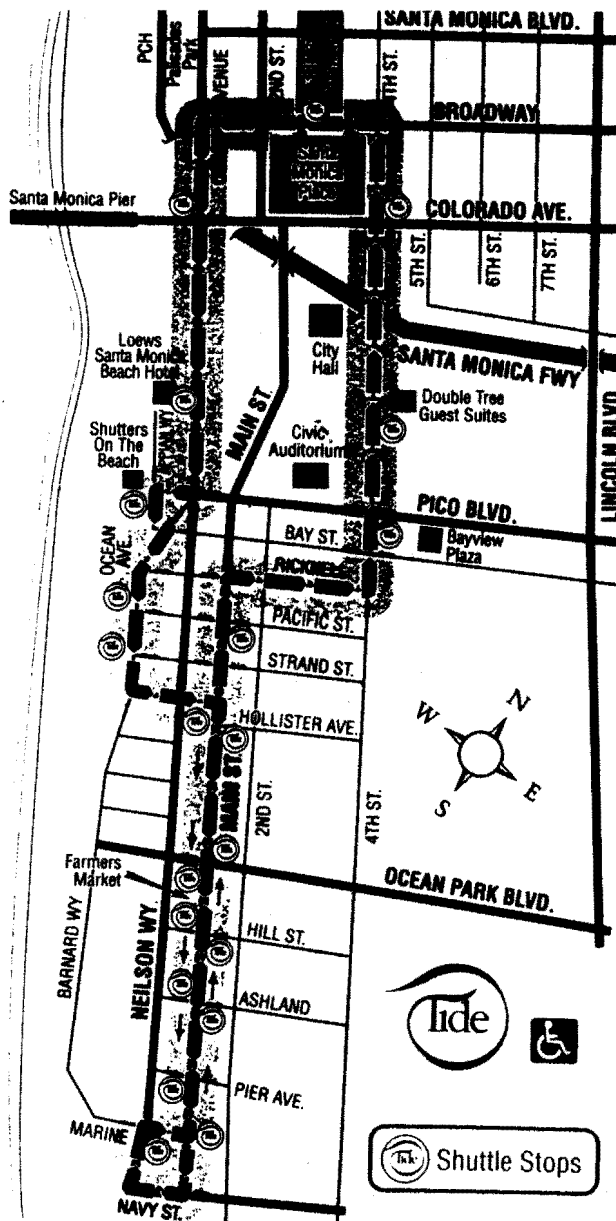 SANTA MONICA BLVD.
PCH
Palisades
Park
2ND ST.
BROADWAY
Santa
Monica
Place
Santa Monica Pier
COLORADO AVE.
5TH ST.
6TH ST.
7TH ST.
Loews
Santa Monica
Beach Hotel
City
Hall
SANTA MONICA FWY
LINCOLN BLVD.
MAIN ST.
Double Tree
Guest Suites
Shutters
On The
Beach
Civic
Auditorium
PICO BLVD.
OCEAN
AVE.
BAY ST.
Bayview
Plaza
PACIFIC ST.
STRAND ST.
N
W
E
S
HOLLISTER AVE.
MAIN ST.
2ND ST.
4TH ST.
Farmers
Market
OCEAN PARK BLVD.
BARNARD WY
NEILSON WY.
HILL ST.
ASHLAND
Tide
PIER AVE.
MARINE
Tide Shuttle Stops
NAVY ST.